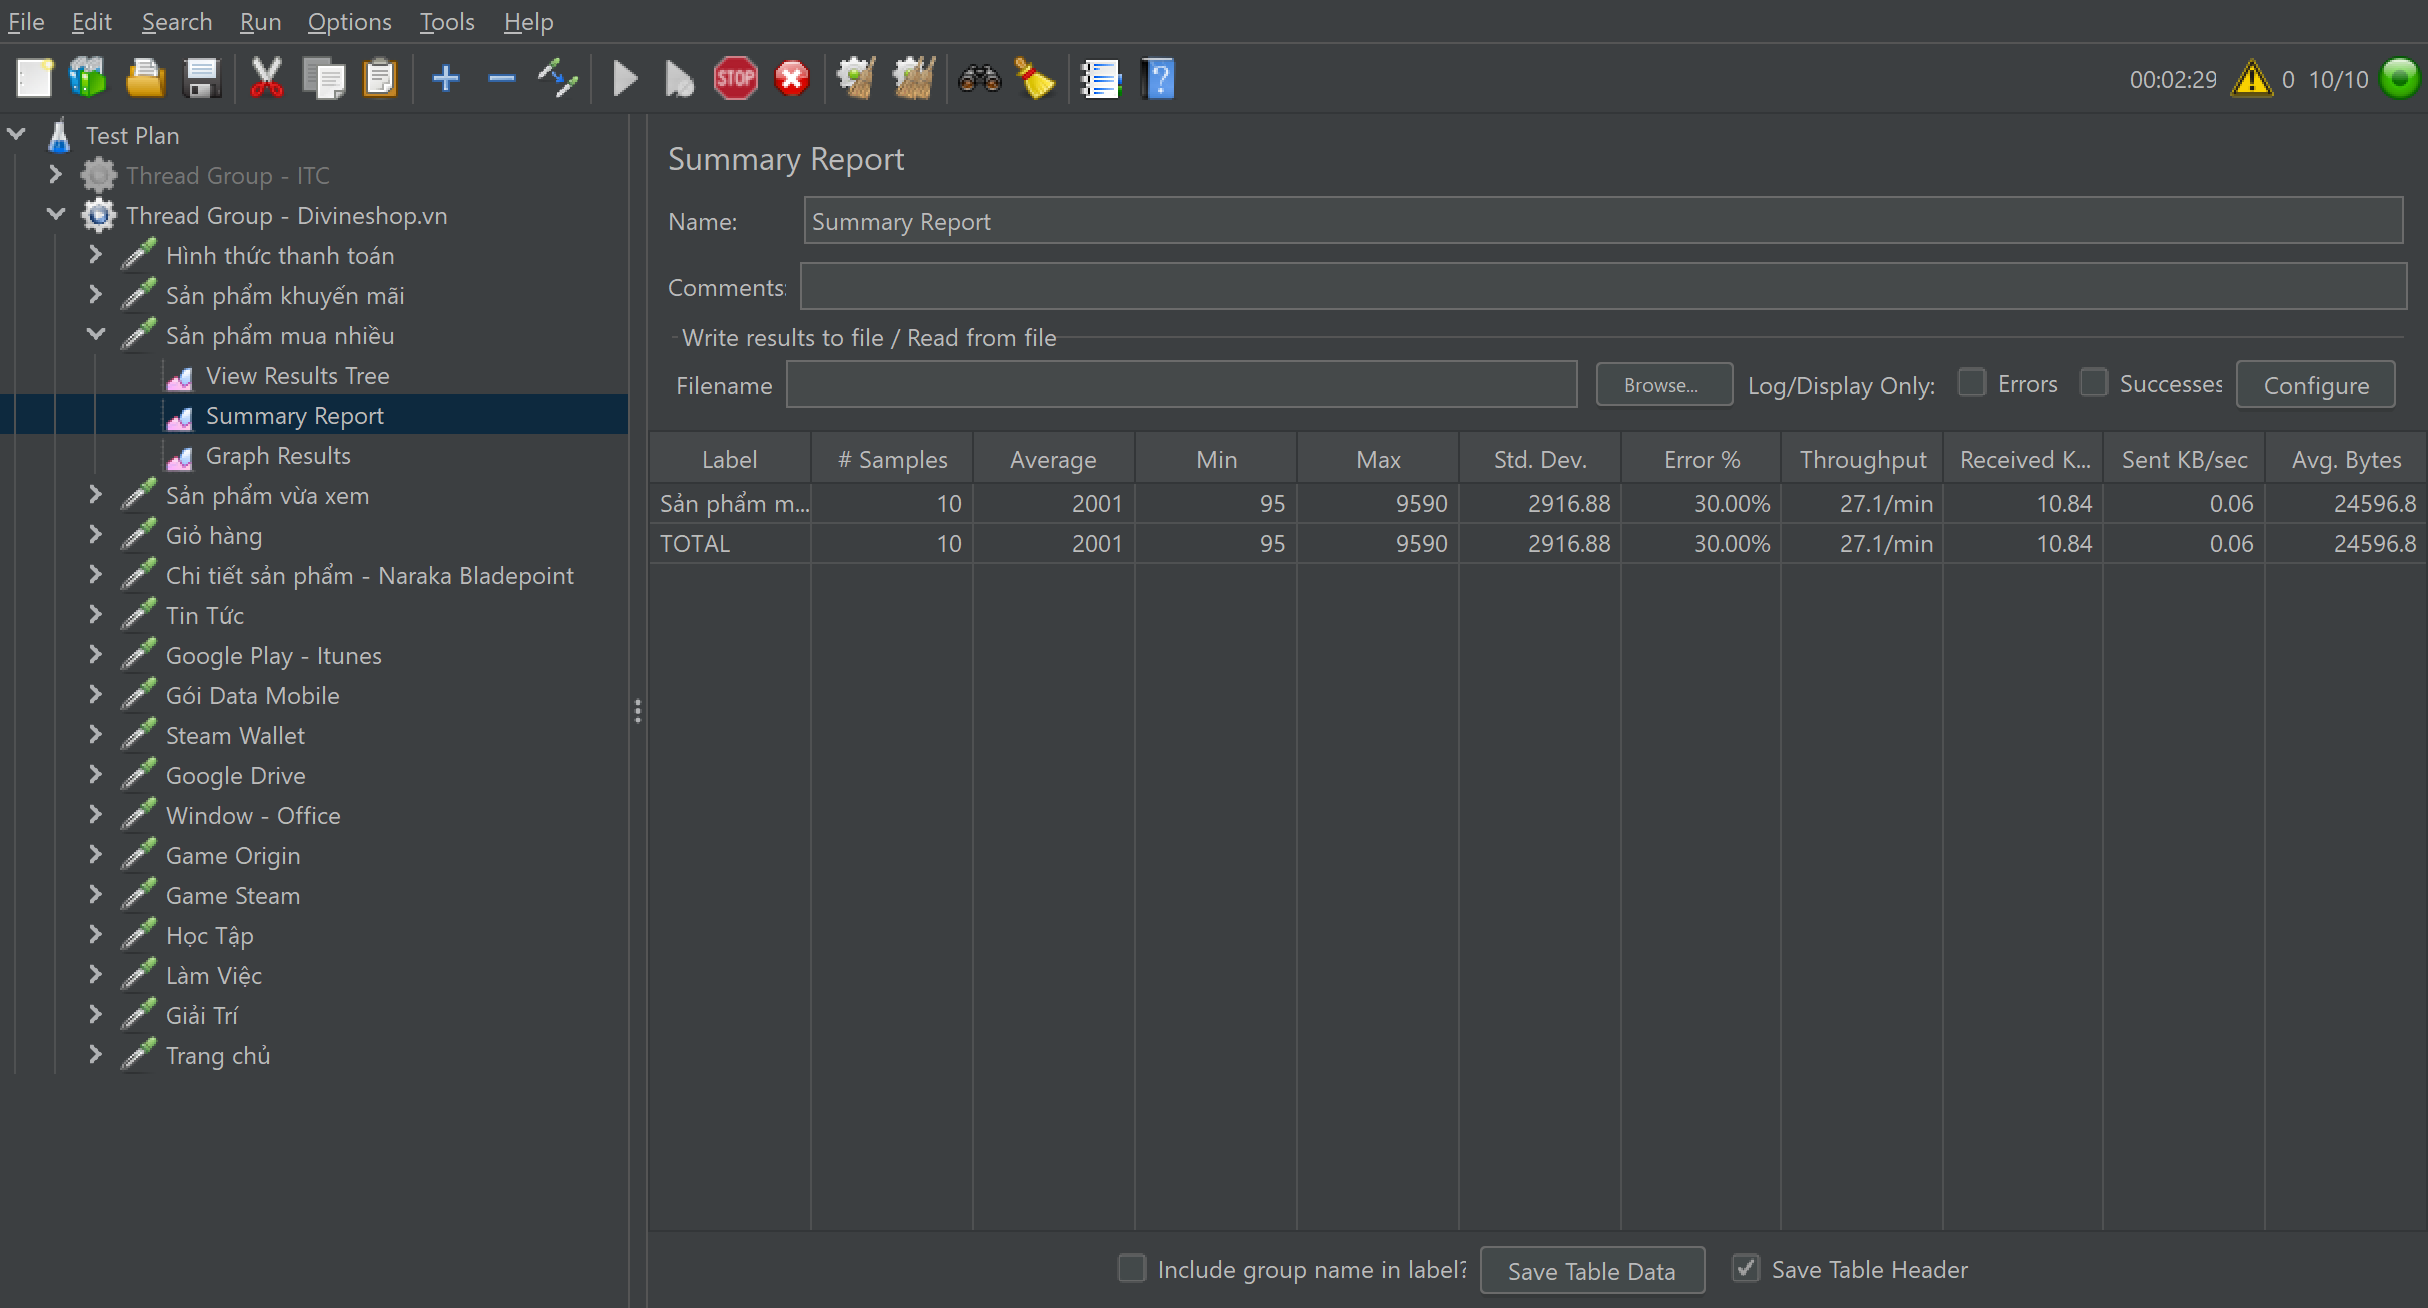 File Edit Search Run Options Tools Help
STOP
00:02:29 0 10/10
Test Plan
Thread Group - ITC
Thread Group - Divineshop.vn
Hình thức thanh toán
Sản phẩm khuyến mãi
Sản phẩm mua nhiều
View Results Tree
Summary Report
Graph Results
Sản phẩm vừa xem
Giỏ hàng
Chi tiết sản phẩm - Naraka Bladepoint
Tin Tức
Google Play - Itunes
Gói Data Mobile
Steam Wallet
Google Drive
Window - Office
Game Origin
Game Steam
Học Tập
Làm Việc
Giải Trí
Trang chủ
Summary Report
Name: Summary Report
Comments:
Write results to file / Read from file
Filename Browse... Log/Display Only: Errors Successes Configure
Label # Samples Average Min Max Std. Dev. Error % Throughput Received K... Sent KB/sec Avg. Bytes
Sản phẩm m... 10 2001 95 9590 2916.88 30.00% 27.1/min 10.84 0.06 24596.8
TOTAL 10 2001 95 9590 2916.88 30.00% 27.1/min 10.84 0.06 24596.8
Include group name in label? Save Table Data Save Table Header